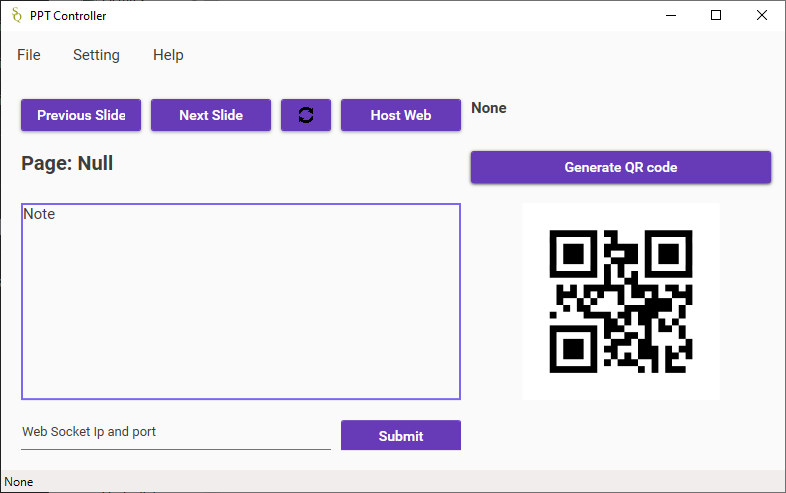 PPT Controller
File Setting Help
Previous Slide Next Slide Host Web None
Page: Null Generate QR code
Note
Web Socket Ip and port Submit
None